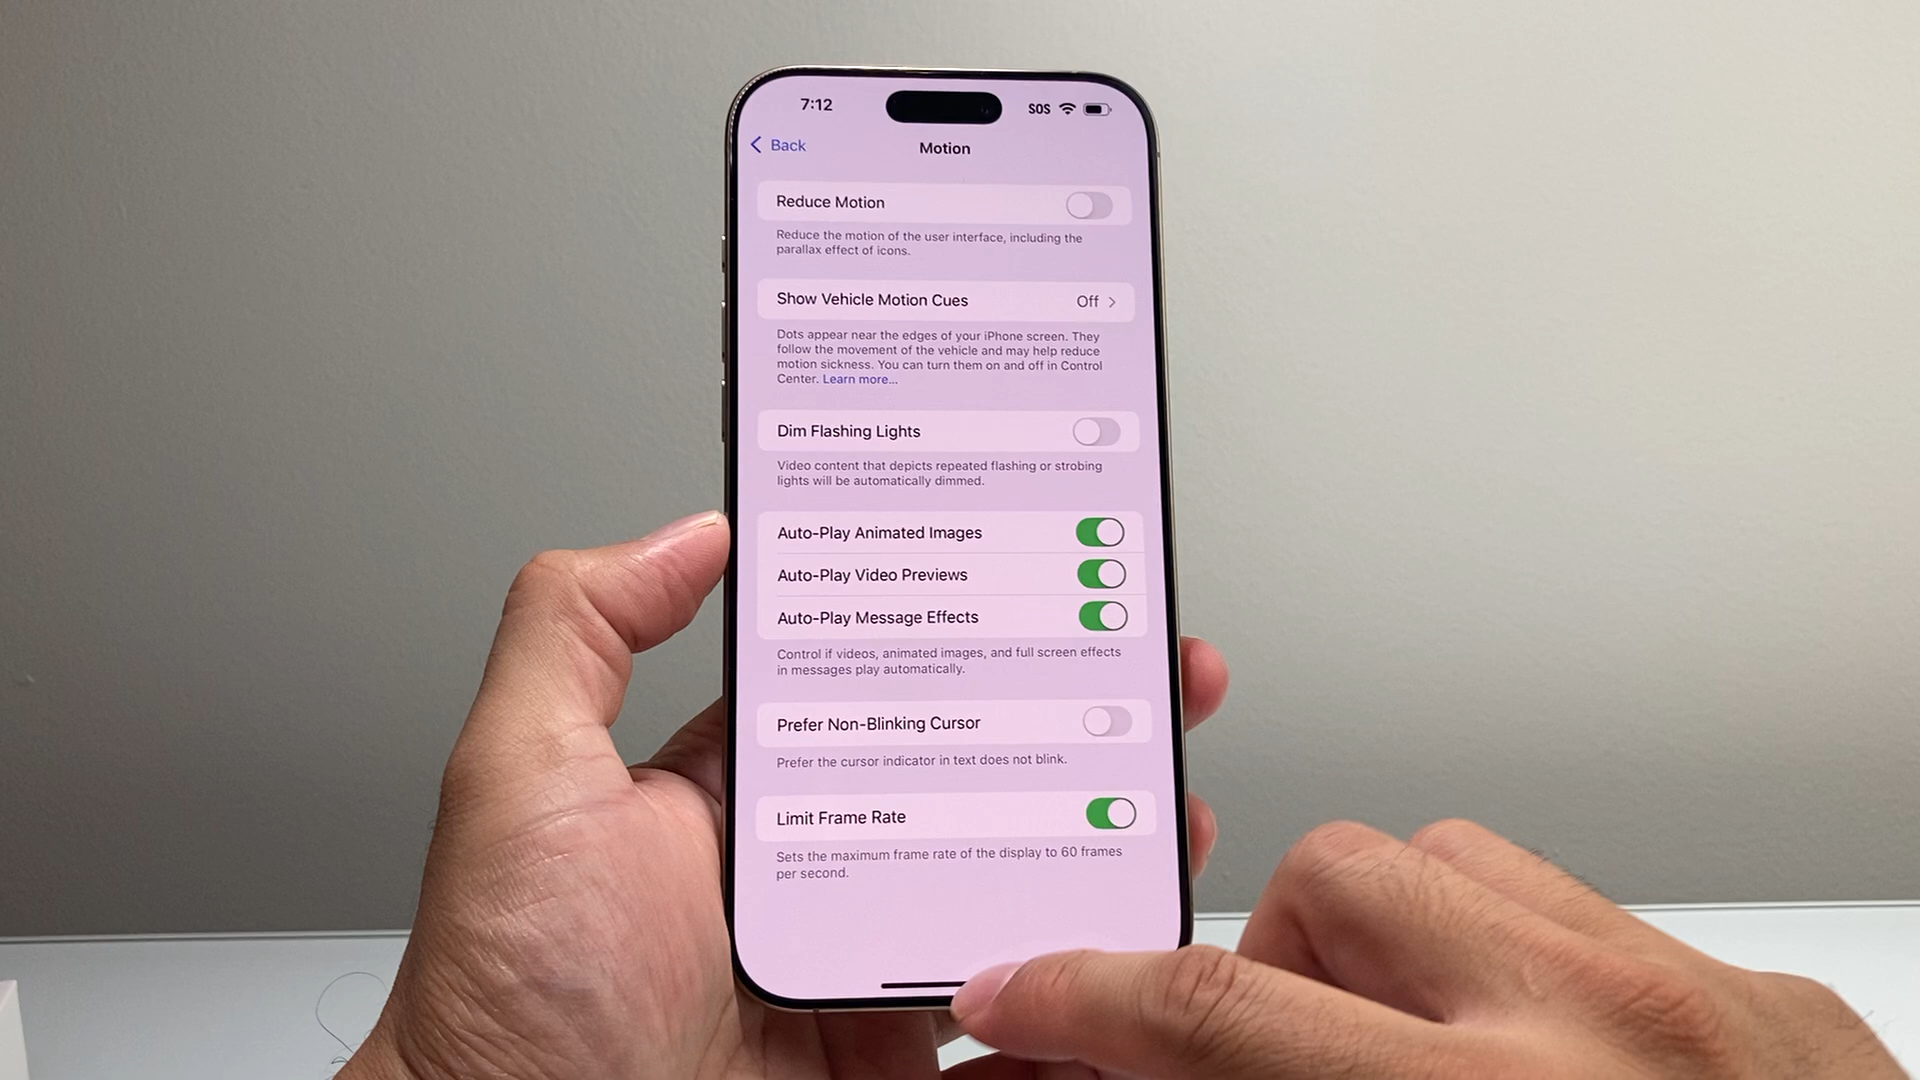 7:12
SOS
Back
Motion
Reduce Motion
Reduce the motion of the user interface, including the
parallax effect of icons.
Show Vehicle Motion Cues Off
Dots appear near the edges of your iPhone screen. They
follow the movement of the vehicle and may help reduce
motion sickness. You can turn them on and off in Control
Center. Learn more...
Dim Flashing Lights
Video content that depicts repeated flashing or strobing
lights will be automatically dimmed.
Auto-Play Animated Images
Auto-Play Video Previews
Auto-Play Message Effects
Control if videos, animated images, and full screen effects
in messages play automatically.
Prefer Non-Blinking Cursor
Prefer the cursor indicator in text does not blink.
Limit Frame Rate
Sets the maximum frame rate of the display to 60 frames
per second.